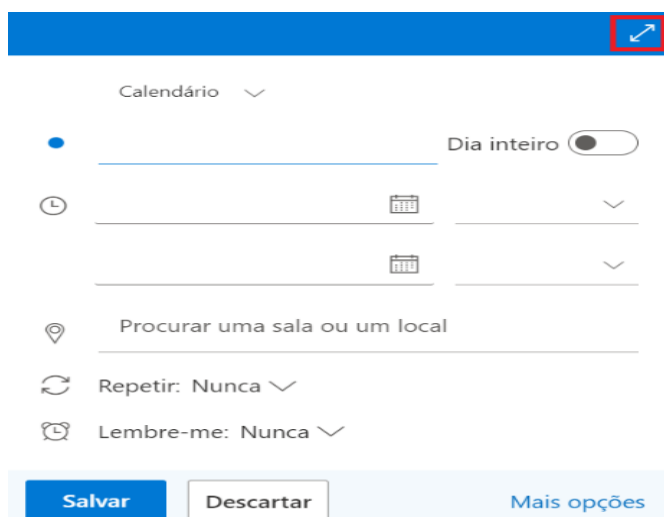 Calendário
Dia inteiro
Procurar uma sala ou um local
Repetir: Nunca
Lembre-me: Nunca
Salvar Descartar Mais opções